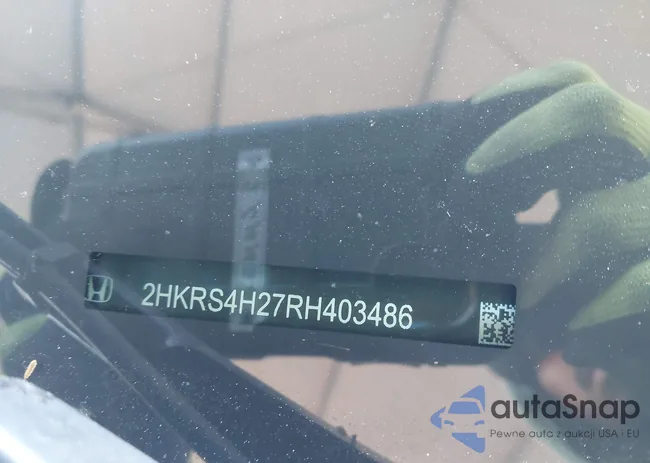 2HKRS4H27RH403486
autaSnap
Pewne auta z aukcji USA i EU